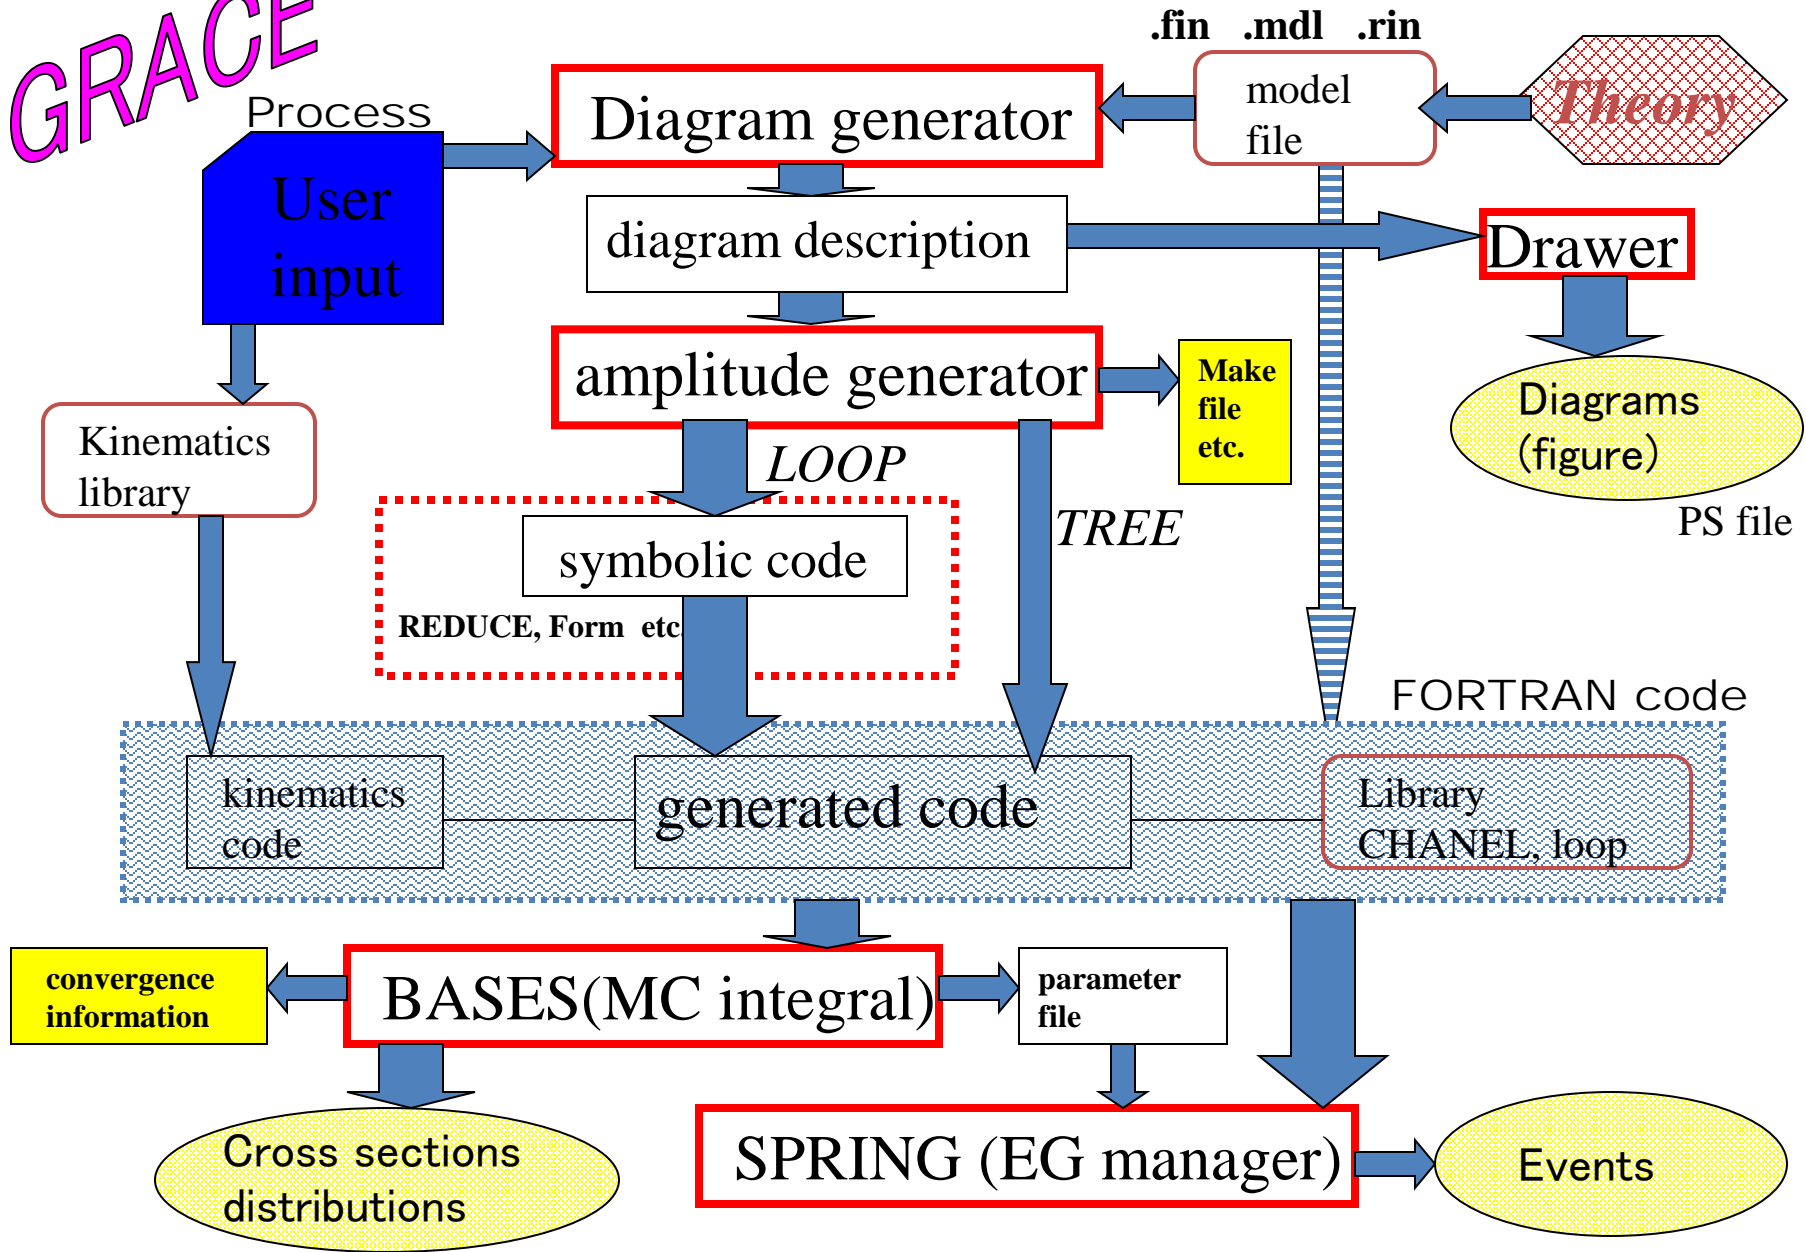 GRACE
.fin .mdl .rin
Process
Diagram generator
model
file
Theory
User
input
diagram description
Drawer
amplitude generator
Make
file
etc.
Diagrams
(figure)
PS file
Kinematics
library
LOOP
TREE
symbolic code
REDUCE, Form etc.
FORTRAN code
kinematics
code
generated code
Library
CHANEL, loop
convergence
information
BASES(MC integral)
parameter
file
Cross sections
distributions
SPRING (EG manager)
Events